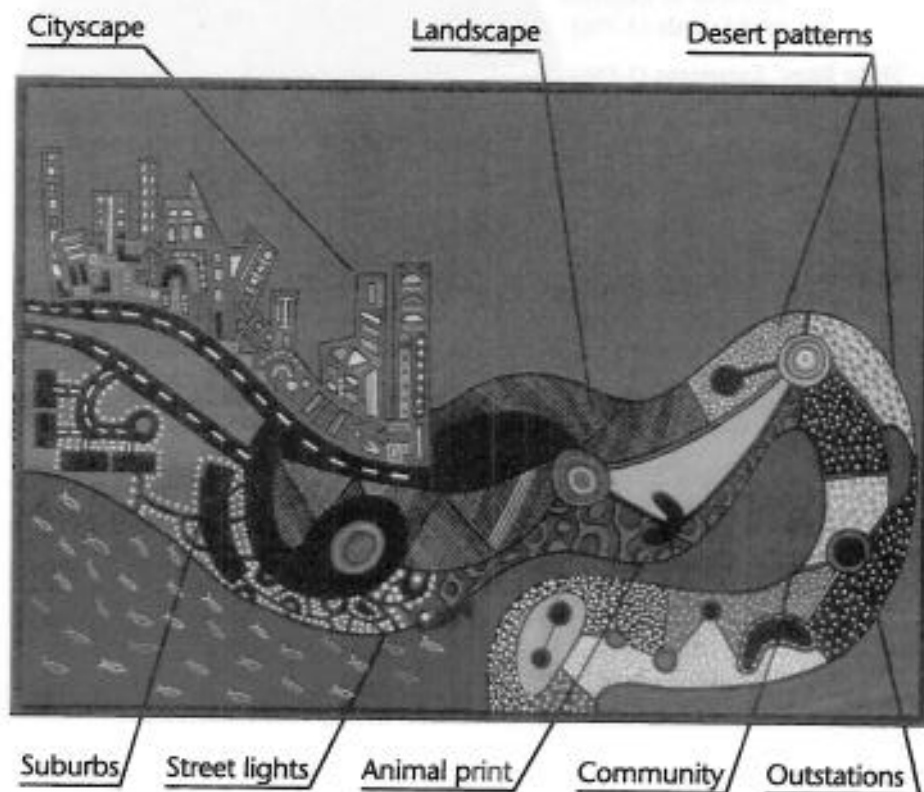 Cityscape
Landscape
Desert patterns
Suburbs
Street lights
Animal print
Community
Outstations